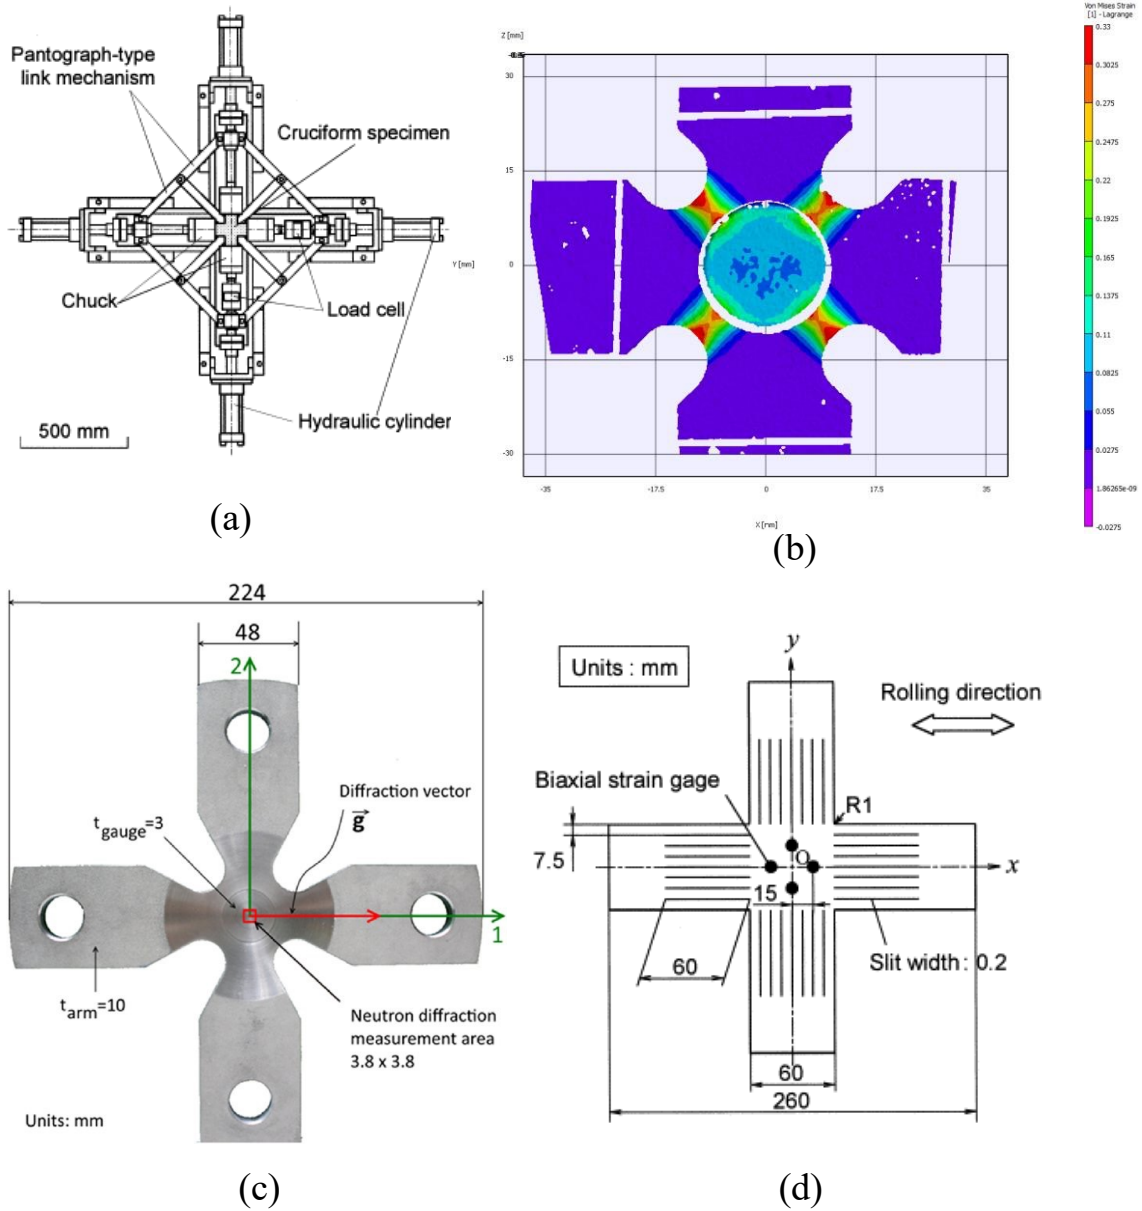 Pantograph-type
link mechanism
Cruciform specimen
Chuck
Load cell
Hydraulic cylinder
500 mm
(a)
Von Mises Strain
[1] - Lagrange
0.33
0.3025
0.275
0.2475
0.22
0.1925
0.165
0.1375
0.11
0.0825
0.055
0.0275
1.86265e-09
-0.0275
Z [mm]
30
15
Y [mm]
0
-15
-30
-35
-17.5
0
17.5
35
X [mm]
(b)
224
48
2
Diffraction vector
g
t gauge=3
1
t arm=10
Neutron diffraction
measurement area
3.8 x 3.8
Units: mm
(c)
y
Units : mm
Rolling direction
Biaxial strain gage
R1
7.5
O
x
15
60
Slit width : 0.2
60
260
(d)